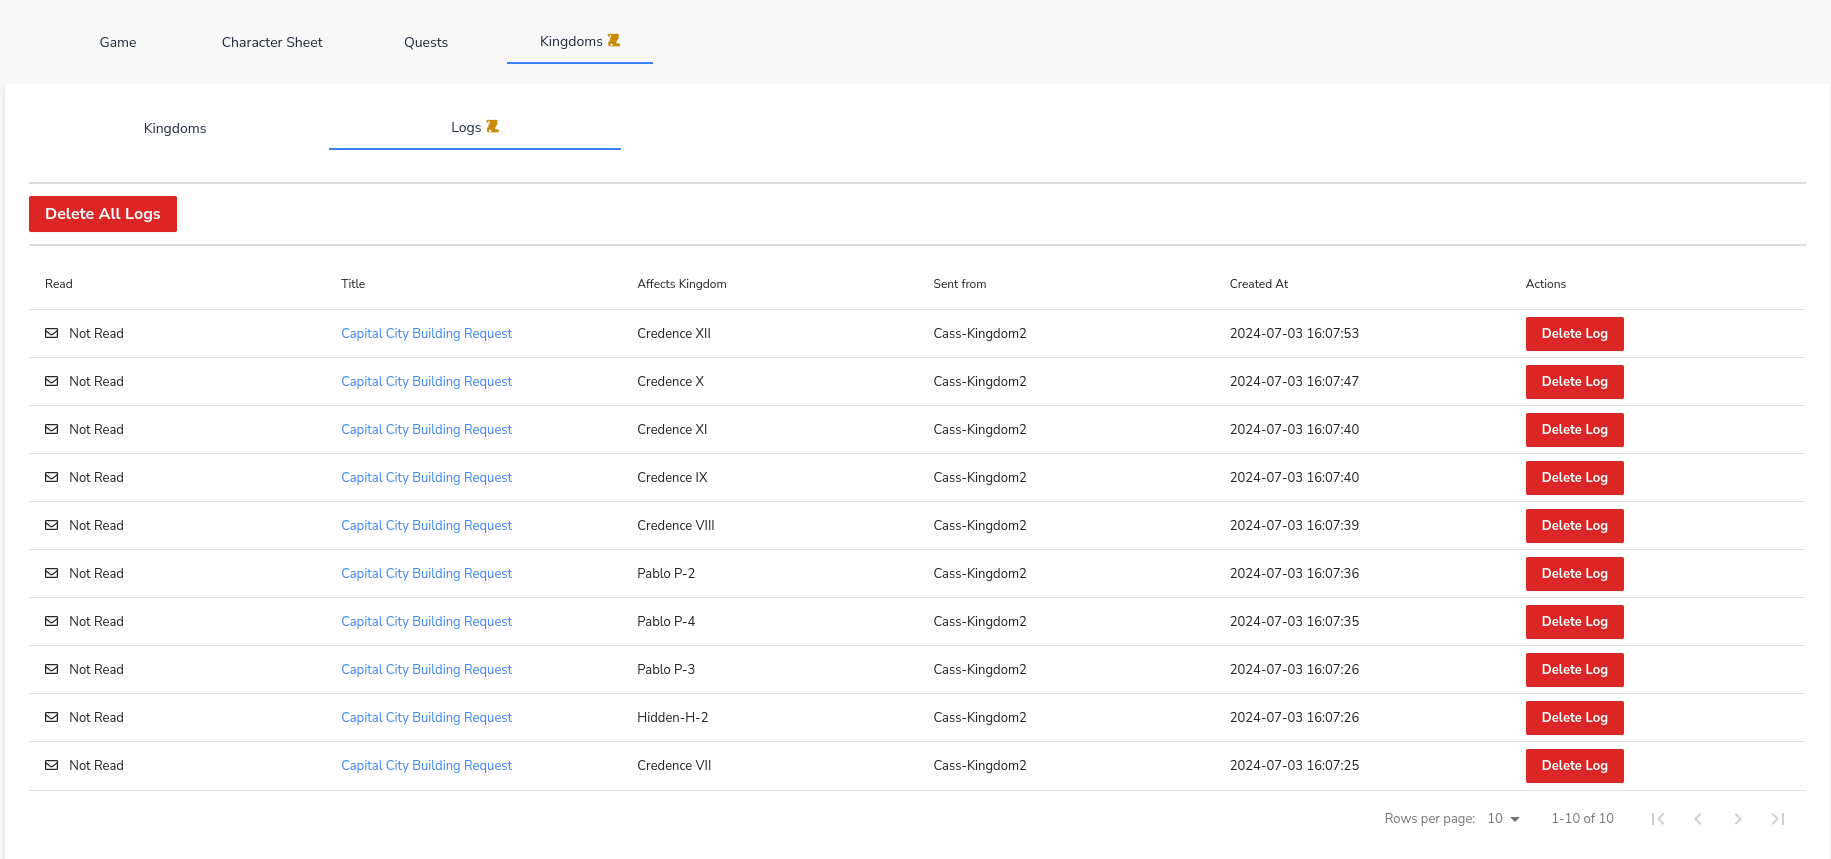 Game Character Sheet Quests Kingdoms
Kingdoms Logs
Delete All Logs
Read Title Affects Kingdom Sent from Created At Actions
Not Read Capital City Building Request Credence XII Cass-Kingdom2 2024-07-03 16:07:53 Delete Log
Not Read Capital City Building Request Credence X Cass-Kingdom2 2024-07-03 16:07:47 Delete Log
Not Read Capital City Building Request Credence XI Cass-Kingdom2 2024-07-03 16:07:40 Delete Log
Not Read Capital City Building Request Credence IX Cass-Kingdom2 2024-07-03 16:07:40 Delete Log
Not Read Capital City Building Request Credence VIII Cass-Kingdom2 2024-07-03 16:07:39 Delete Log
Not Read Capital City Building Request Pablo P-2 Cass-Kingdom2 2024-07-03 16:07:36 Delete Log
Not Read Capital City Building Request Pablo P-4 Cass-Kingdom2 2024-07-03 16:07:35 Delete Log
Not Read Capital City Building Request Pablo P-3 Cass-Kingdom2 2024-07-03 16:07:26 Delete Log
Not Read Capital City Building Request Hidden-H-2 Cass-Kingdom2 2024-07-03 16:07:26 Delete Log
Not Read Capital City Building Request Credence VII Cass-Kingdom2 2024-07-03 16:07:25 Delete Log
Rows per page: 10 1-10 of 10